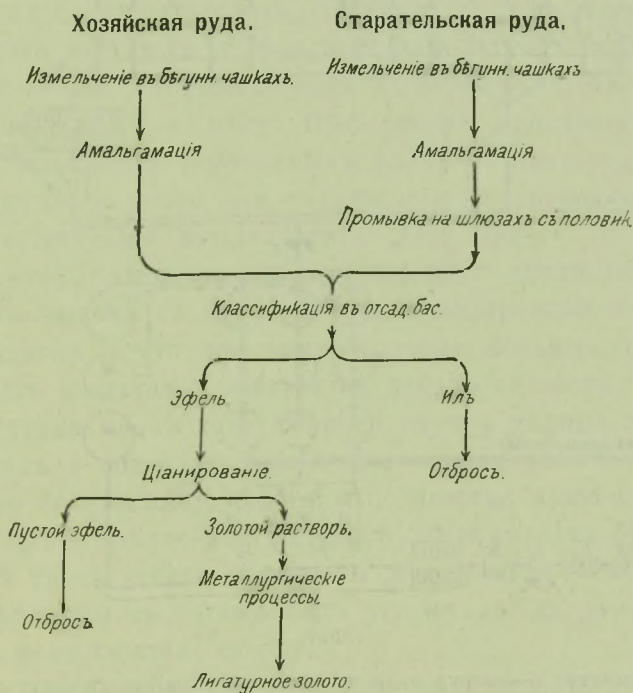 Хозяйская руда.
Старательская руда.
Измельченіе въ бѣгунн. чашкахъ.
Измельченіе въ бѣгунн. чашкахъ
Амальгамація
Амальгамація
Промывка на шлюзахъ съ половик.
Классификація въ отсад. бас.
Эфель
Илъ
Ціанированіе.
Отбросъ.
Пустой эфель.
Золотой растворъ.
Металлургическіе
процессы.
Отбросъ.
Лигатурное золото.